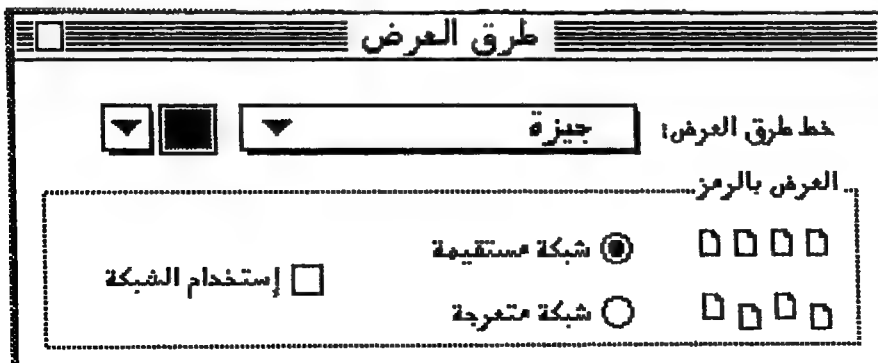 طرق العرض
خط طرق العرض: جيزة
العرض بالرمز
شبكة مستقيمة
إستخدام الشبكة
شبكة متعرجة